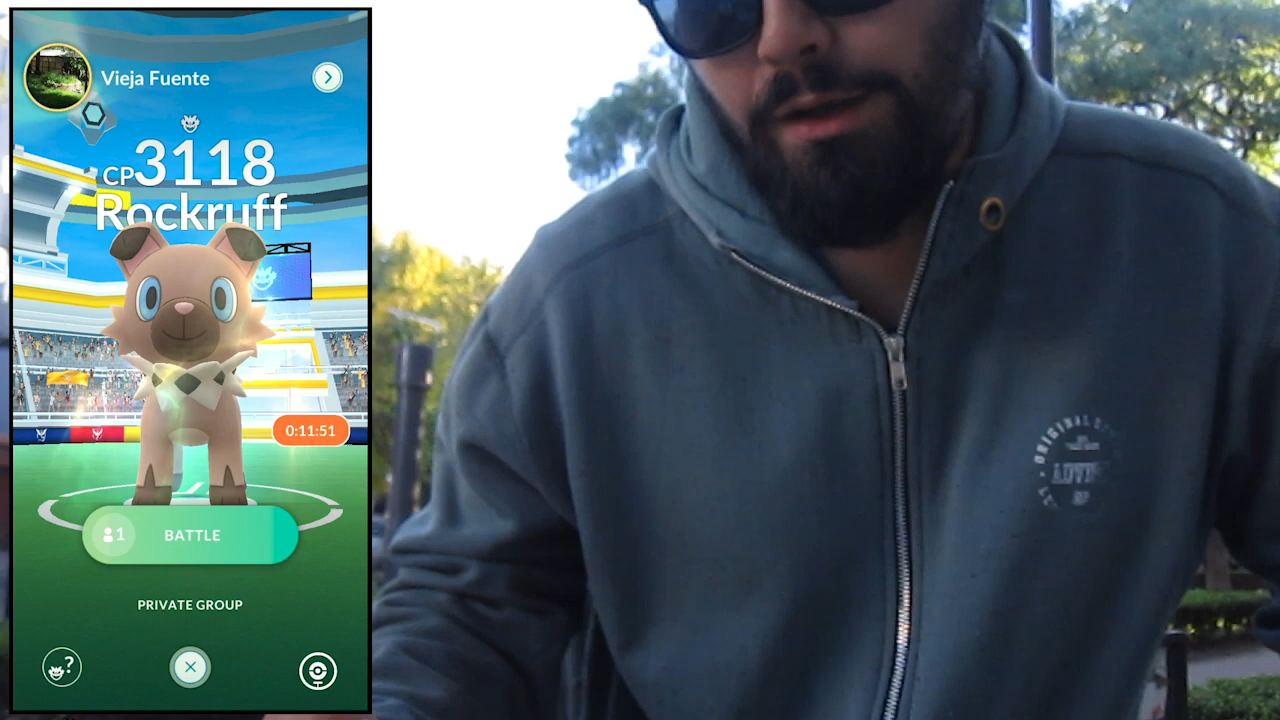 Vieja Fuente
CP3118
Rockruff
0:11:51
1
BATTLE
PRIVATE GROUP
?
ORIGINAL